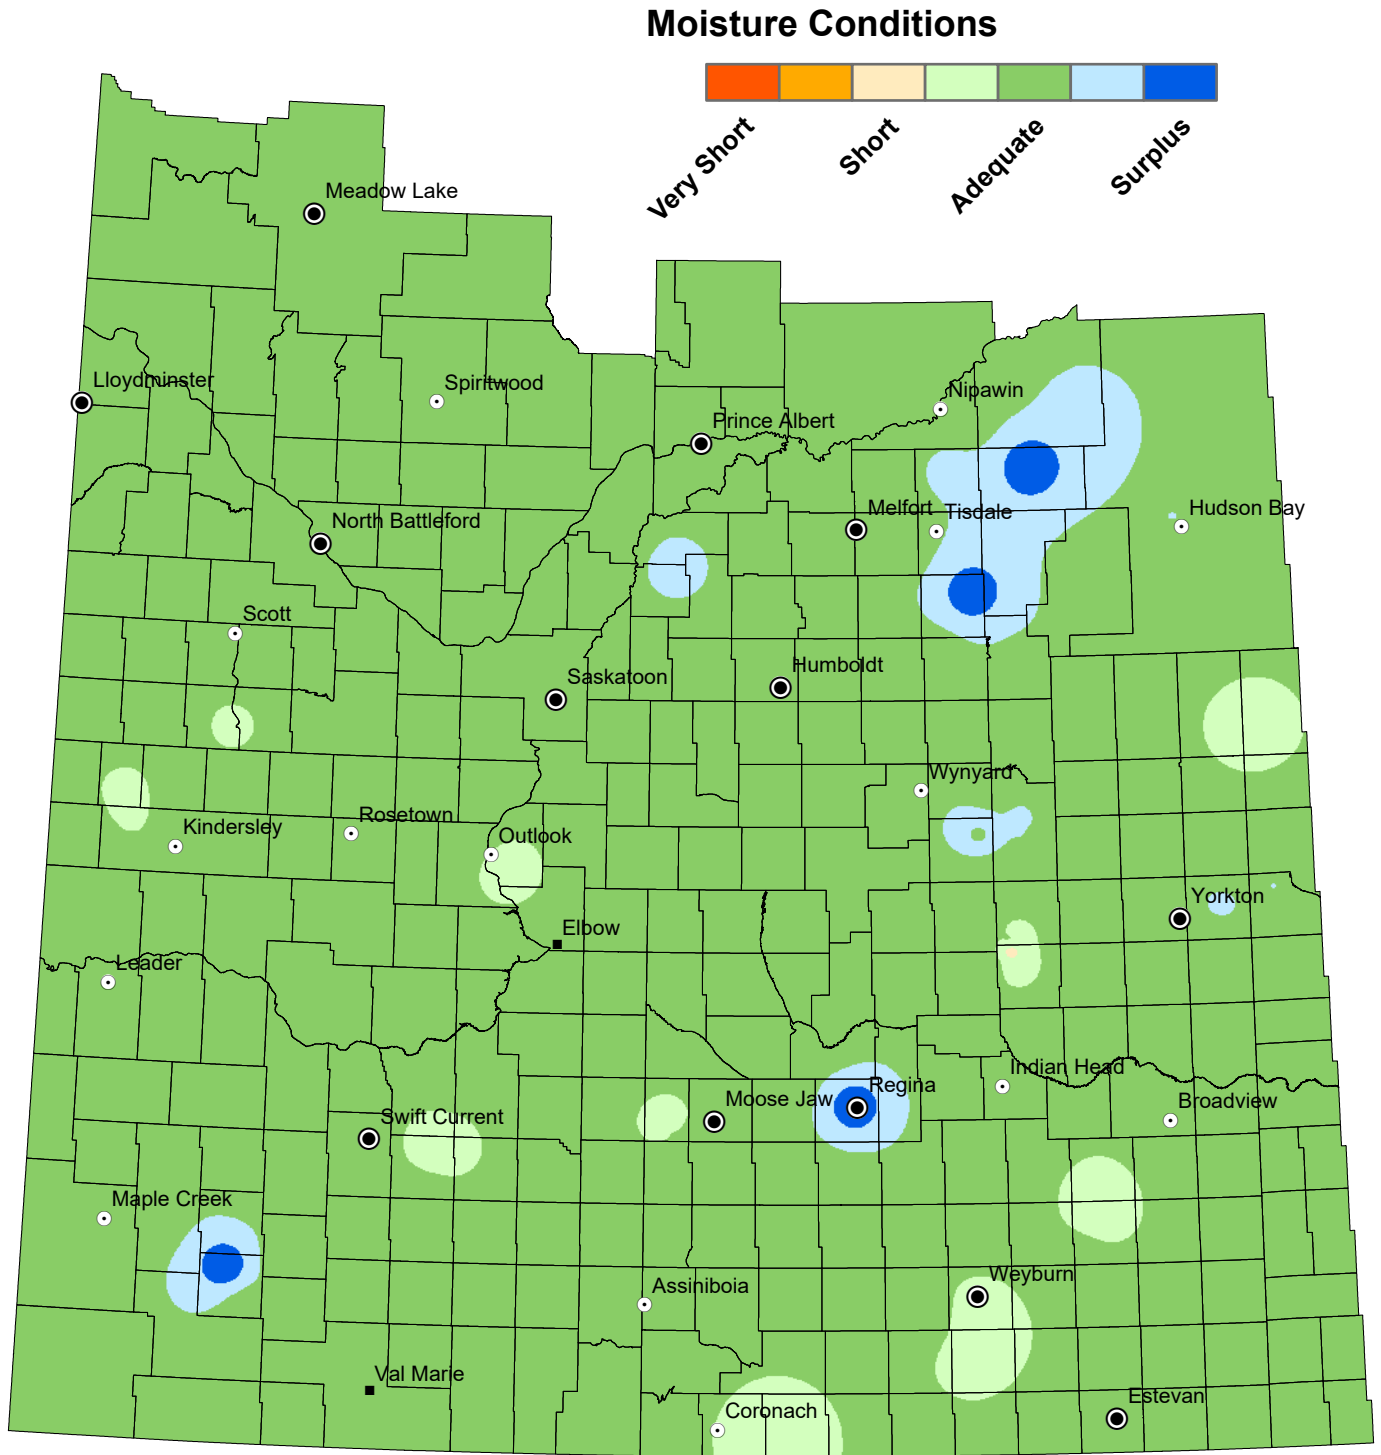 Moisture Conditions
Very Short
Short
Adequate
Surplus
Meadow Lake
Lloydminster
Spiritwood
Nipawin
Prince Albert
North Battleford
Melfort
Tisdale
Hudson Bay
Scott
Saskatoon
Humboldt
Wynyard
Kindersley
Rosetown
Outlook
Yorkton
Elbow
Leader
Indian Head
Regina
Moose Jaw
Broadview
Swift Current
Maple Creek
Weyburn
Assiniboia
Val Marie
Estevan
Coronach